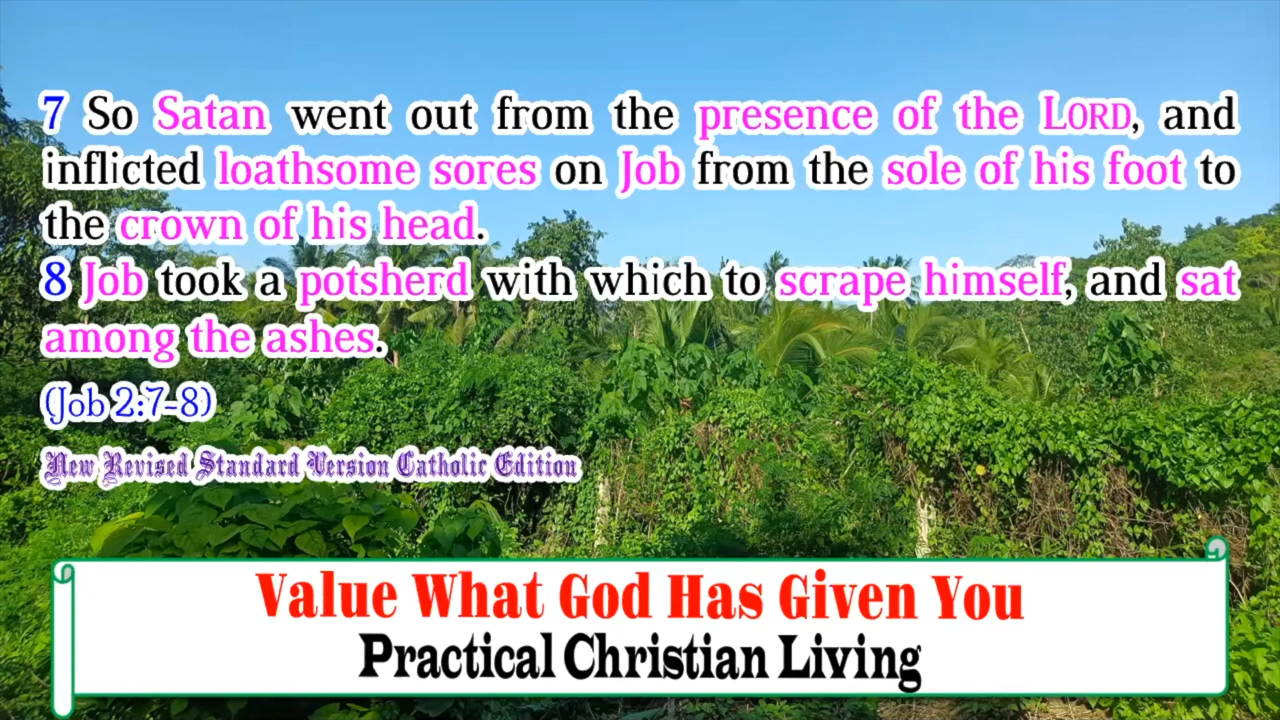 7 So Satan went out from the presence of the LORD, and
inflicted loathsome sores on Job from the sole of his foot to
the crown of his head.
8 Job took a potsherd with which to scrape himself, and sat
among the ashes.
(Job 2:7-8)
New Revised Standard Version Catholic Edition
Value What God Has Given You
Practical Christian Living